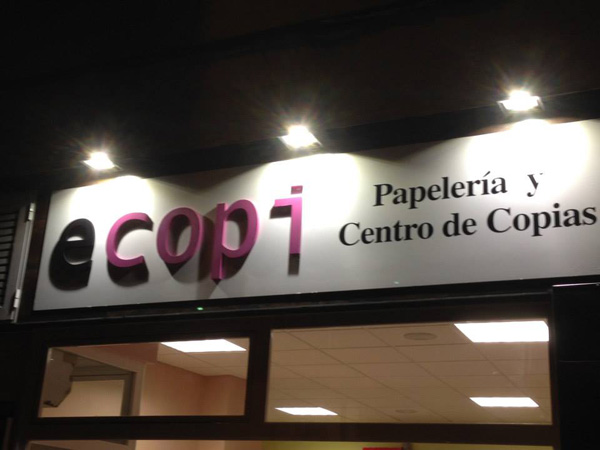 ecopi
Papelería y
Centro de Copias